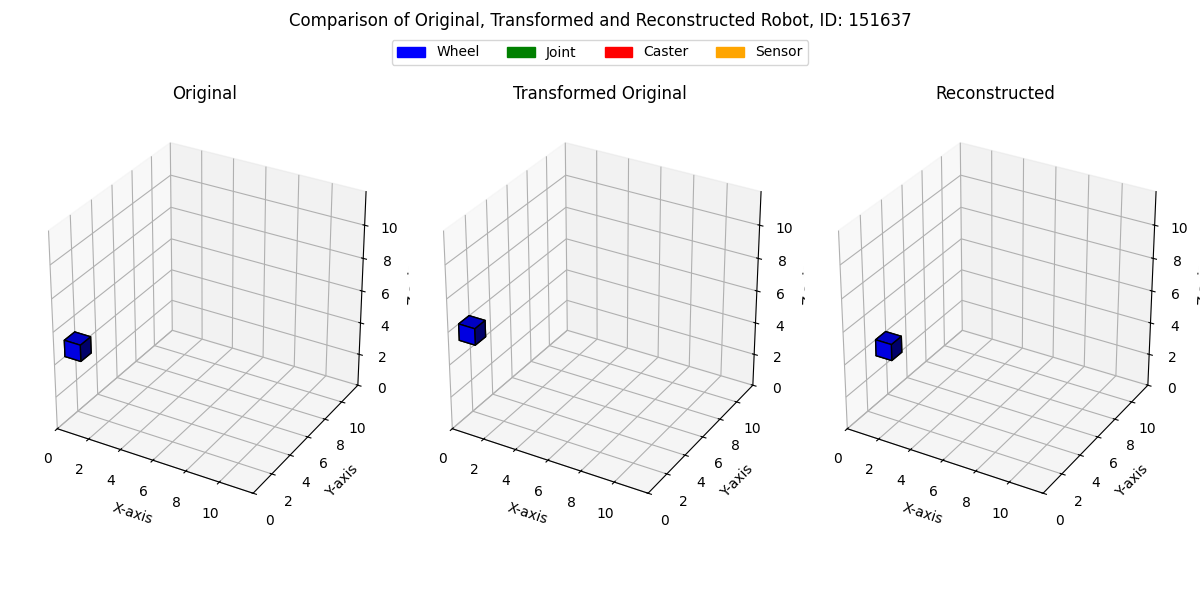 Comparison of Original, Transformed and Reconstructed Robot, ID: 151637
Wheel Joint Caster Sensor
Original Transformed Original Reconstructed
10
8
6
4
2
0
0 2 4 6 8 10
X-axis
0 2 4 6 8 10
Y-axis
10
8
6
4
2
0
0 2 4 6 8 10
X-axis
0 2 4 6 8 10
Y-axis
10
8
6
4
2
0
0 2 4 6 8 10
X-axis
0 2 4 6 8 10
Y-axis